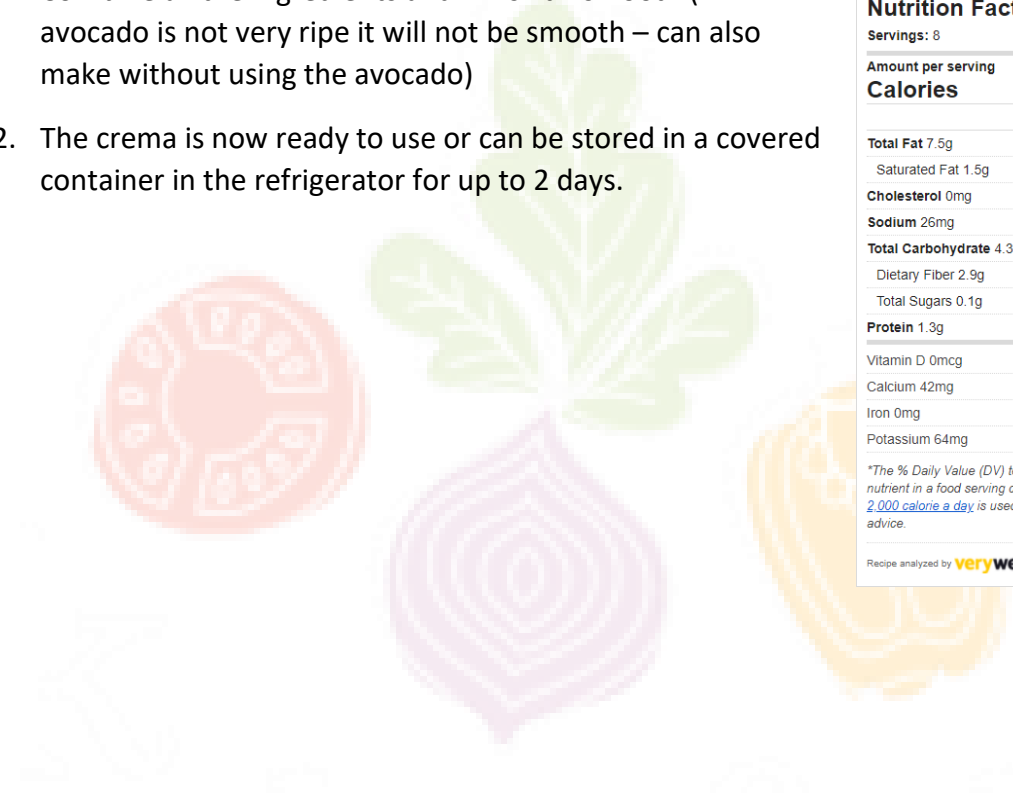 avocado is not very ripe it will not be smooth – can also
make without using the avocado)
2. The crema is now ready to use or can be stored in a covered
container in the refrigerator for up to 2 days.
Nutrition Fact
Servings: 8
Amount per serving
Calories
Total Fat 7.5g
Saturated Fat 1.5g
Cholesterol 0mg
Sodium 26mg
Total Carbohydrate 4.3
Dietary Fiber 2.9g
Total Sugars 0.1g
Protein 1.3g
Vitamin D 0mcg
Calcium 42mg
Iron 0mg
Potassium 64mg
*The % Daily Value (DV) t
nutrient in a food serving
2,000 calorie a day is use
advice.
Recipe analyzed by verywe